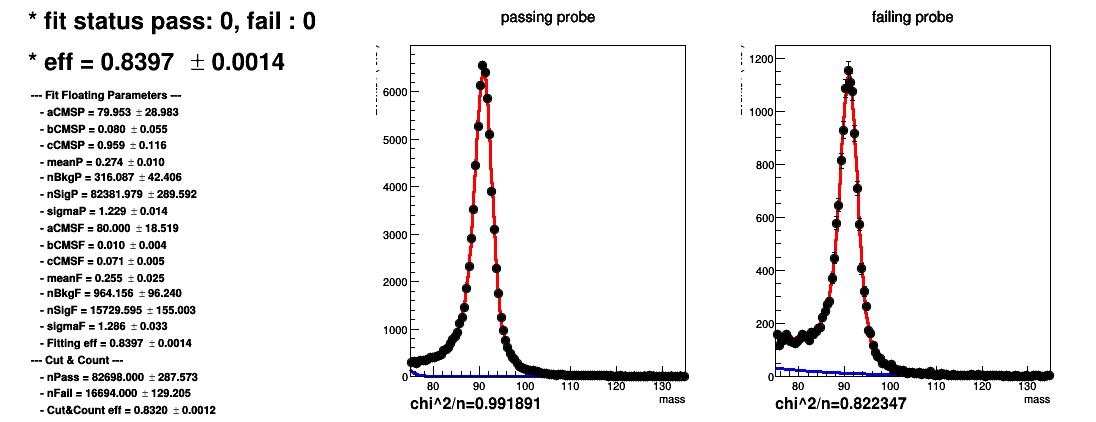 * fit status pass: 0, fail : 0
* eff = 0.8397 ± 0.0014
--- Fit Floating Parameters ---
- aCMSP = 79.953 ± 28.983
- bCMSP = 0.080 ± 0.055
- cCMSP = 0.959 ± 0.116
- meanP = 0.274 ± 0.010
- nBkgP = 316.087 ± 42.406
- nSigP = 82381.979 ± 289.592
- sigmaP = 1.229 ± 0.014
- aCMSF = 80.000 ± 18.519
- bCMSF = 0.010 ± 0.004
- cCMSF = 0.071 ± 0.005
- meanF = 0.255 ± 0.025
- nBkgF = 964.156 ± 96.240
- nSigF = 15729.595 ± 155.003
- sigmaF = 1.286 ± 0.033
- Fitting eff = 0.8397 ± 0.0014
--- Cut & Count ---
- nPass = 82698.000 ± 287.573
- nFail = 16694.000 ± 129.205
- Cut&Count eff = 0.8320 ± 0.0012
passing probe
6000
5000
4000
3000
2000
1000
0
80 90 100 110 120 130
mass
chi^2/n=0.991891
failing probe
1200
1000
800
600
400
200
0
80 90 100 110 120 130
mass
chi^2/n=0.822347